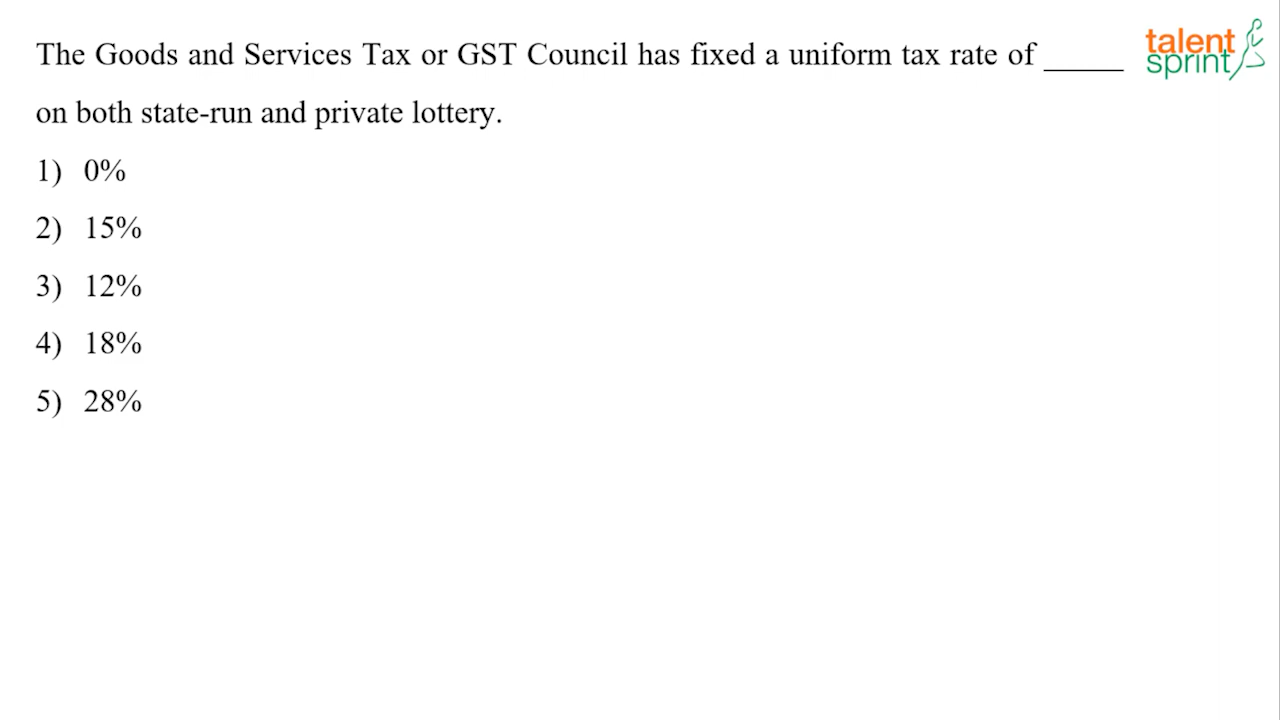 The Goods and Services Tax or GST Council has fixed a uniform tax rate of _____
on both state-run and private lottery.
1) 0%
2) 15%
3) 12%
4) 18%
5) 28%
talent
sprint